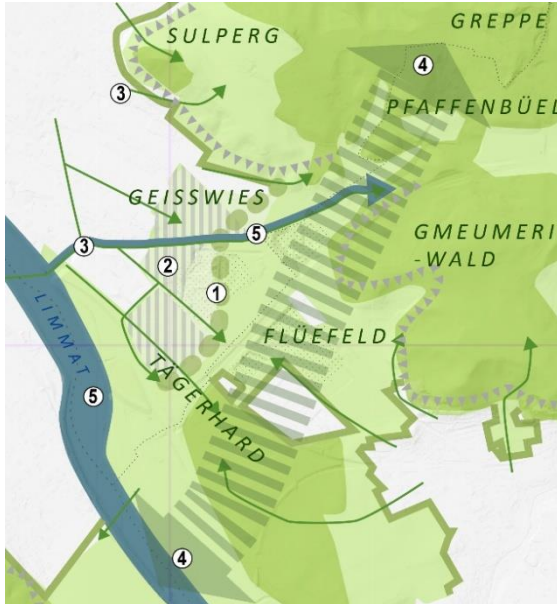 GREPPE
SULPERG
4
3
PFAFFENBÜEL
GEISSWIES
5
3
2
GMEUMERI
-WALD
1
LIMMAT
FLÜEFELD
TÄGERHARD
5
4